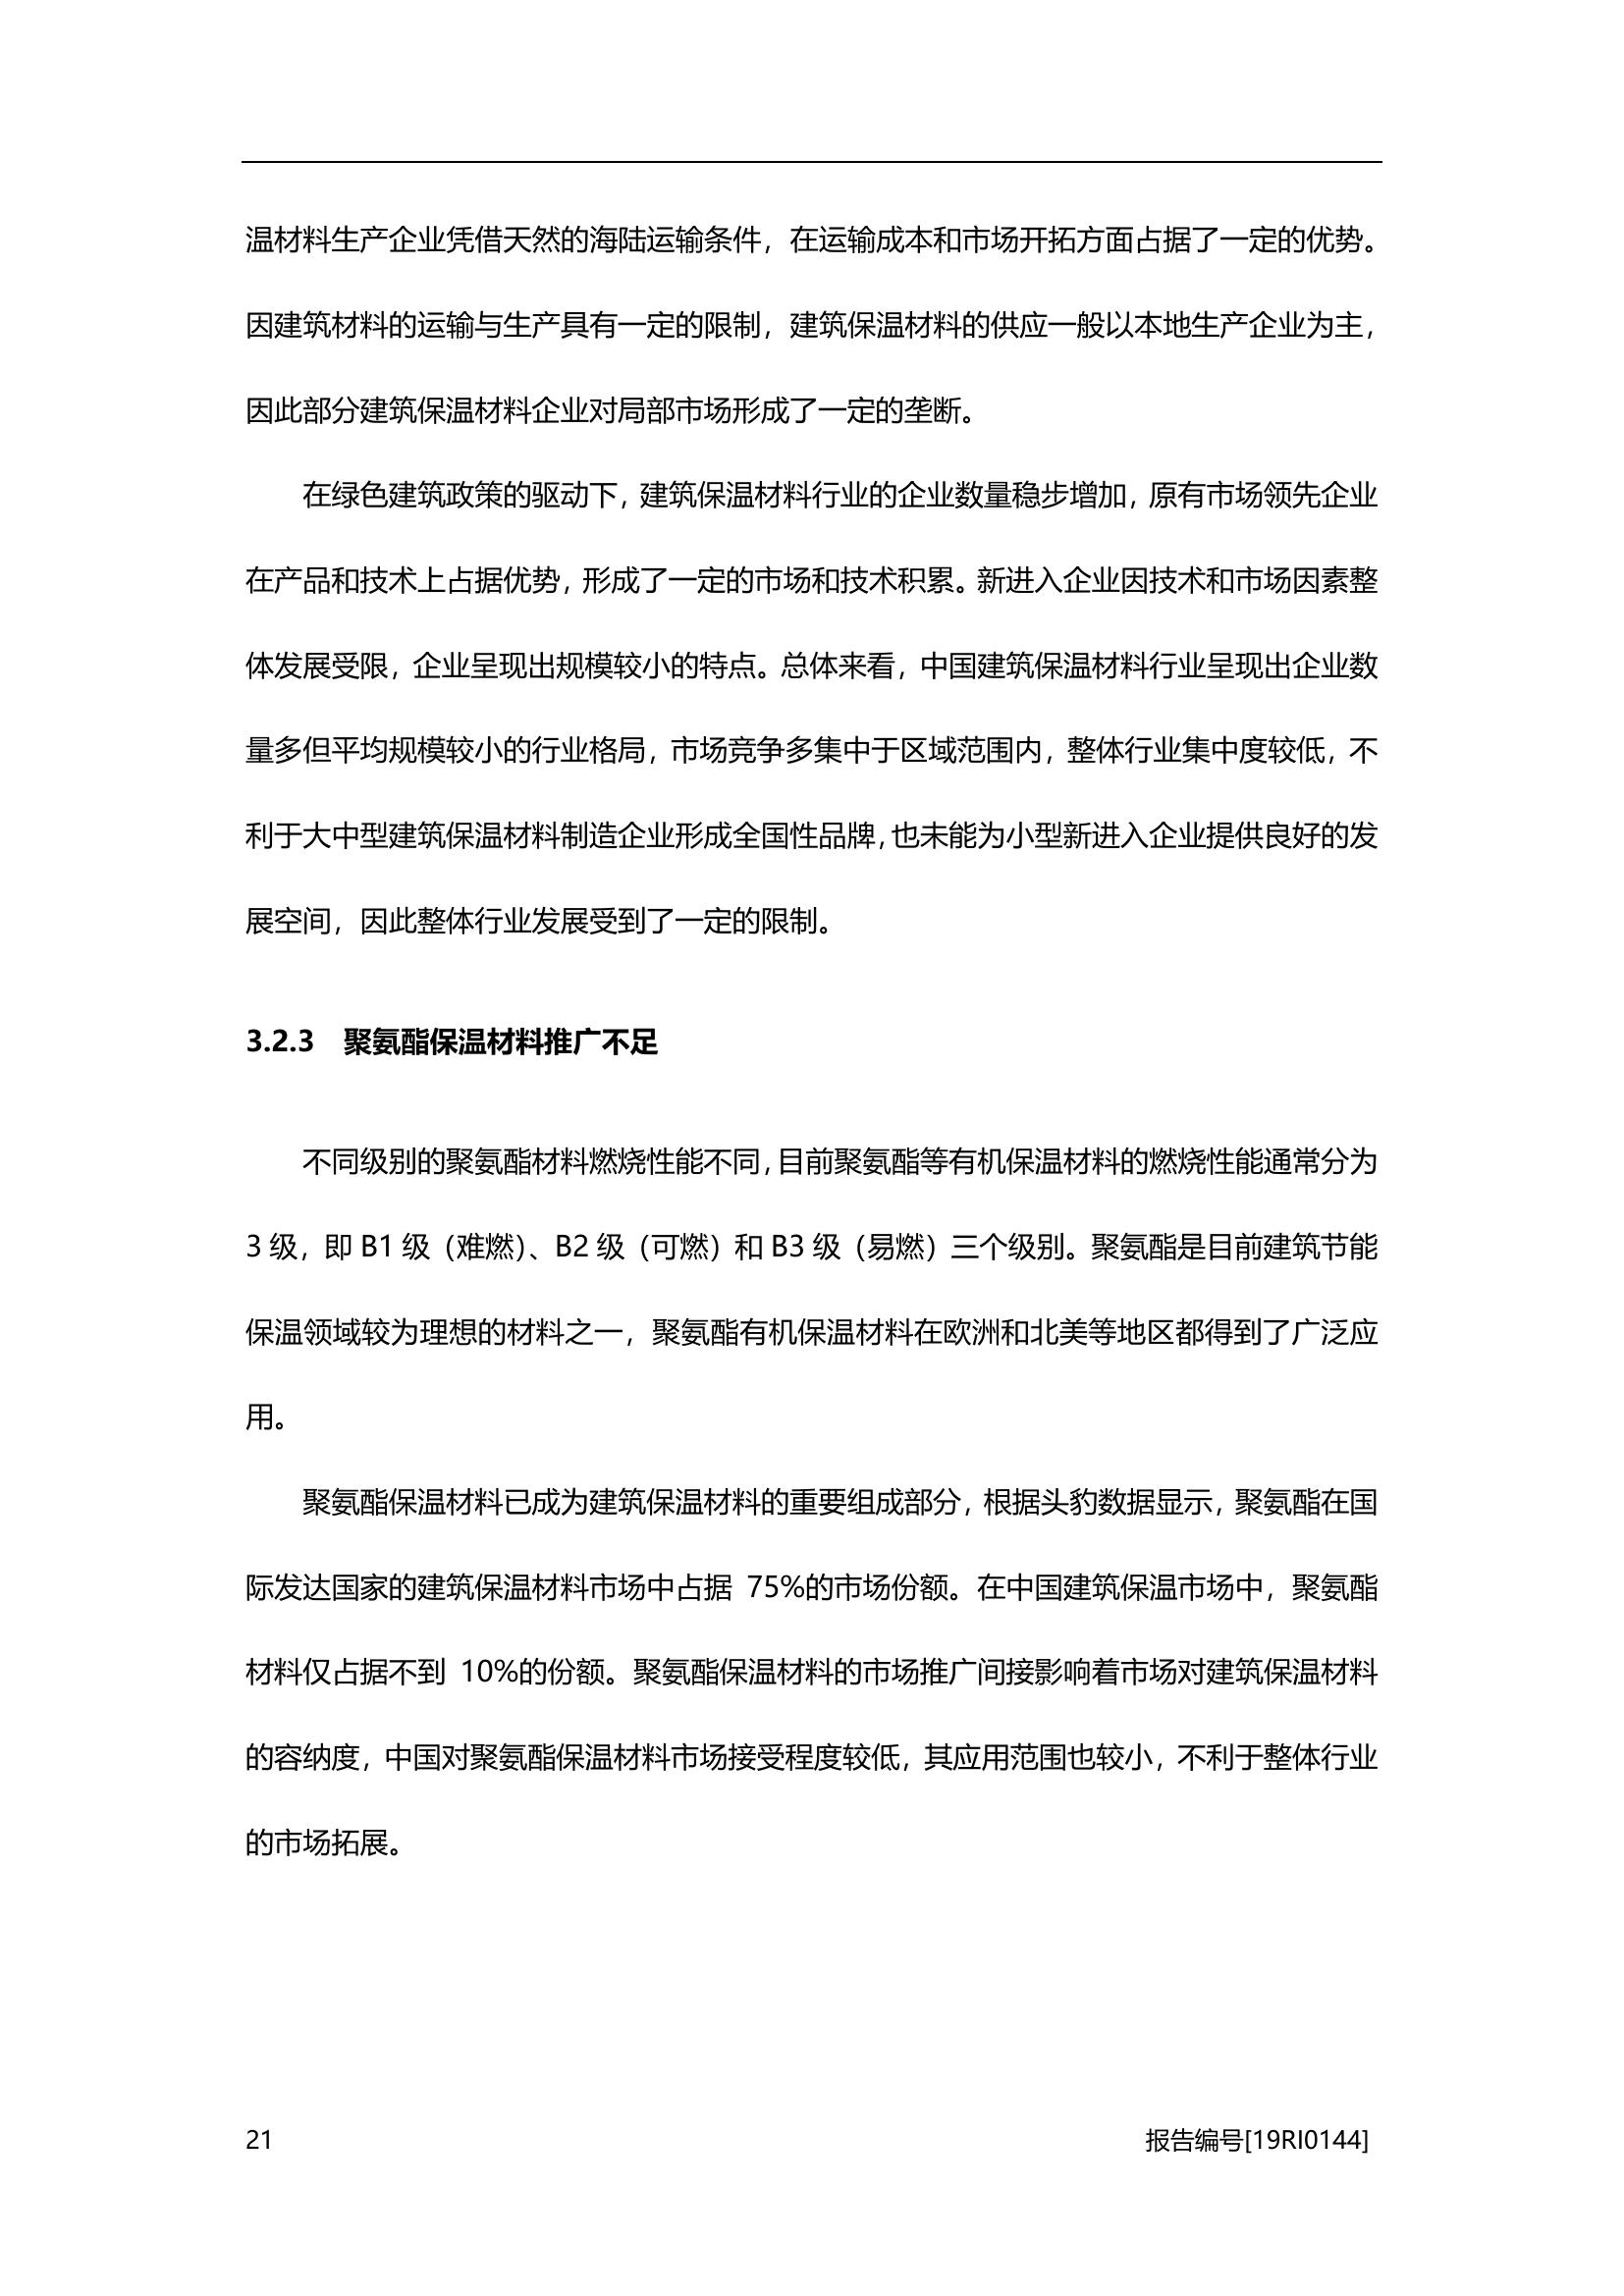 温材料生产企业凭借天然的海陆运输条件，在运输成本和市场开拓方面占据了一定的优势。
因建筑材料的运输与生产具有一定的限制，建筑保温材料的供应一般以本地生产企业为主，
因此部分建筑保温材料企业对局部市场形成了一定的垄断。
在绿色建筑政策的驱动下，建筑保温材料行业的企业数量稳步增加，原有市场领先企业
在产品和技术上占据优势，形成了一定的市场和技术积累。新进入企业因技术和市场因素整
体发展受限，企业呈现出规模较小的特点。总体来看，中国建筑保温材料行业呈现出企业数
量多但平均规模较小的行业格局，市场竞争多集中于区域范围内，整体行业集中度较低，不
利于大中型建筑保温材料制造企业形成全国性品牌，也未能为小型新进入企业提供良好的发
展空间，因此整体行业发展受到了一定的限制。
3.2.3 聚氨酯保温材料推广不足
不同级别的聚氨酯材料燃烧性能不同，目前聚氨酯等有机保温材料的燃烧性能通常分为
3 级，即 B1 级（难燃）、B2 级（可燃）和 B3 级（易燃）三个级别。聚氨酯是目前建筑节能
保温领域较为理想的材料之一，聚氨酯有机保温材料在欧洲和北美等地区都得到了广泛应
用。
聚氨酯保温材料已成为建筑保温材料的重要组成部分，根据头豹数据显示，聚氨酯在国
际发达国家的建筑保温材料市场中占据 75%的市场份额。在中国建筑保温市场中，聚氨酯
材料仅占据不到 10%的份额。聚氨酯保温材料的市场推广间接影响着市场对建筑保温材料
的容纳度，中国对聚氨酯保温材料市场接受程度较低，其应用范围也较小，不利于整体行业
的市场拓展。
21 报告编号[19RI0144]